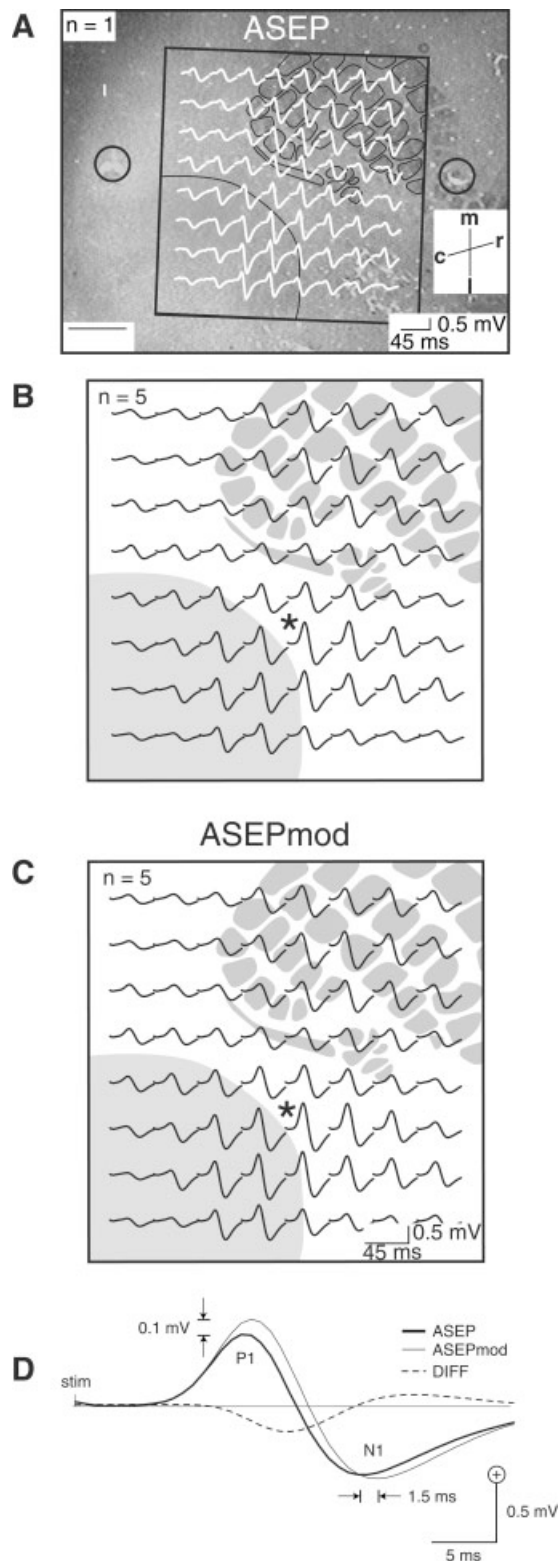 A
n = 1
ASEP
m
c
r
l
0.5 mV
45 ms
B
n = 5
*
ASEPmod
C
n = 5
*
0.5 mV
45 ms
D
0.1 mV
stim
P1
N1
ASEP
ASEPmod
DIFF
1.5 ms
+
0.5 mV
5 ms